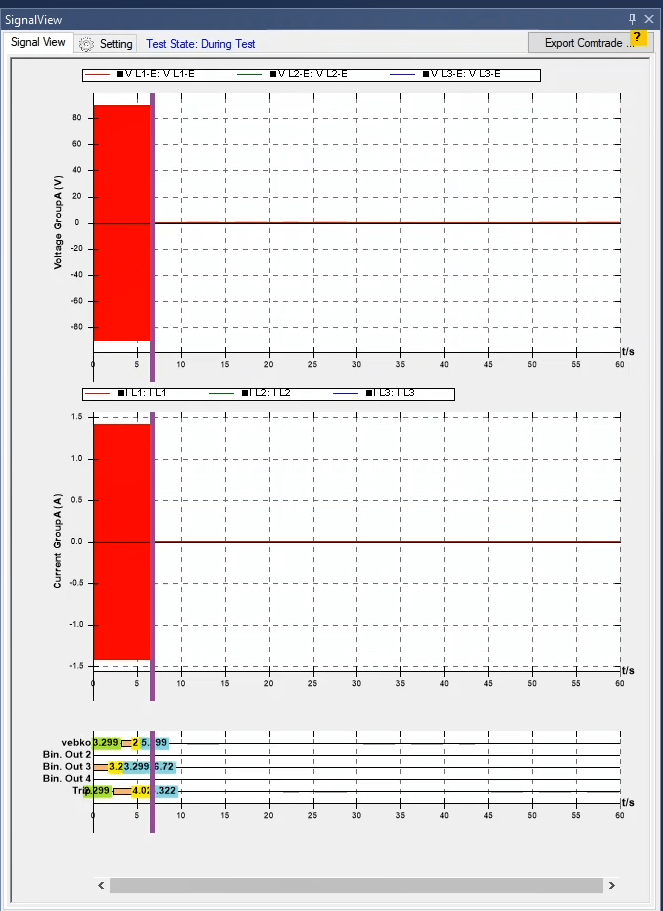 SignalView
Signal View Setting Test State: During Test Export Comtrade ... ?
V L1-E: V L1-E V L2-E: V L2-E V L3-E: V L3-E
Voltage GroupA (V)
80
60
40
20
0
-20
-40
-60
-80
t/s
0 5 10 15 20 25 30 35 40 45 50 55 60
I L1: I L1 I L2: I L2 I L3: I L3
Current GroupA (A)
1.5
1.0
0.5
0.0
-0.5
-1.0
-1.5
t/s
0 5 10 15 20 25 30 35 40 45 50 55 60
vebko 3.299 2 5. 99
Bin. Out 2
Bin. Out 3 3.2 3.299 6.72
Bin. Out 4
Trip .299 4.02 .322
t/s
0 5 10 15 20 25 30 35 40 45 50 55 60